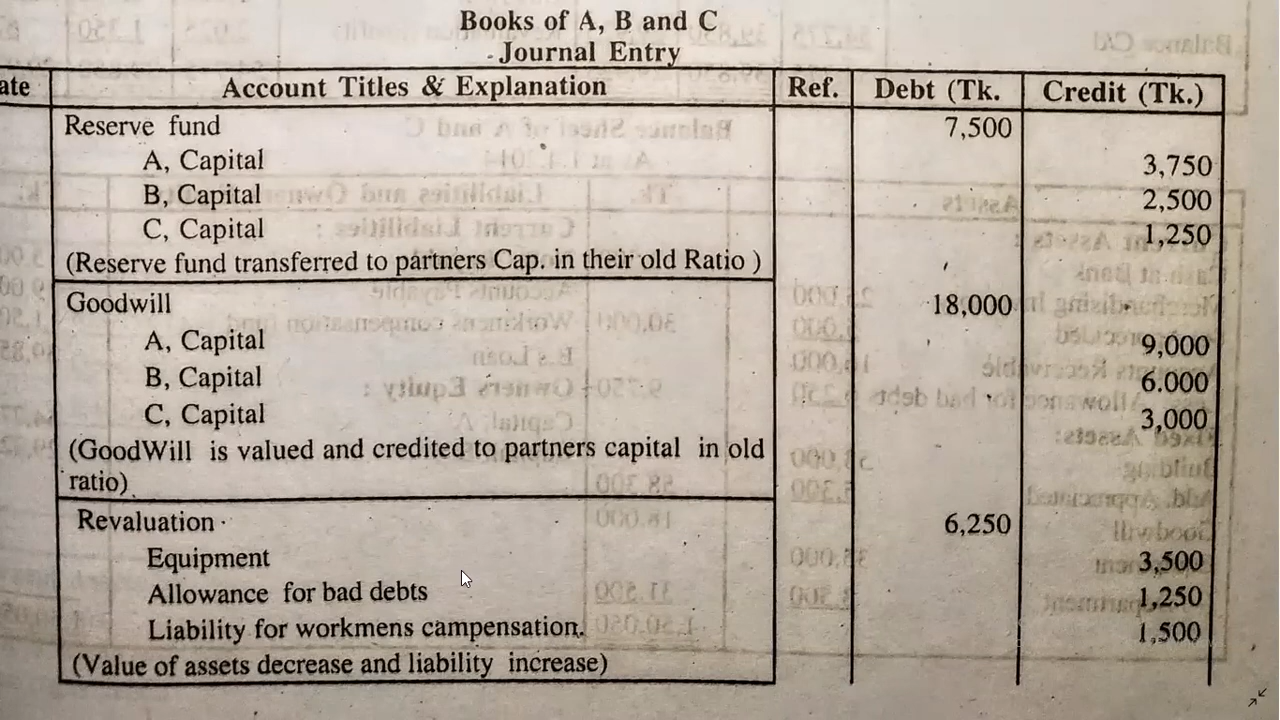 Books of A, B and C
Journal Entry
ate Account Titles & Explanation Ref. Debt (Tk. Credit (Tk.)
Reserve fund 7,500
A, Capital 3,750
B, Capital 2,500
C, Capital 1,250
(Reserve fund transferred to partners Cap. in their old Ratio )
Goodwill 18,000
A, Capital 9,000
B, Capital 6.000
C, Capital 3,000
(GoodWill is valued and credited to partners capital in old
ratio)
Revaluation 6,250
Equipment 3,500
Allowance for bad debts 1,250
Liability for workmens campensation. 1,500
(Value of assets decrease and liability increase)